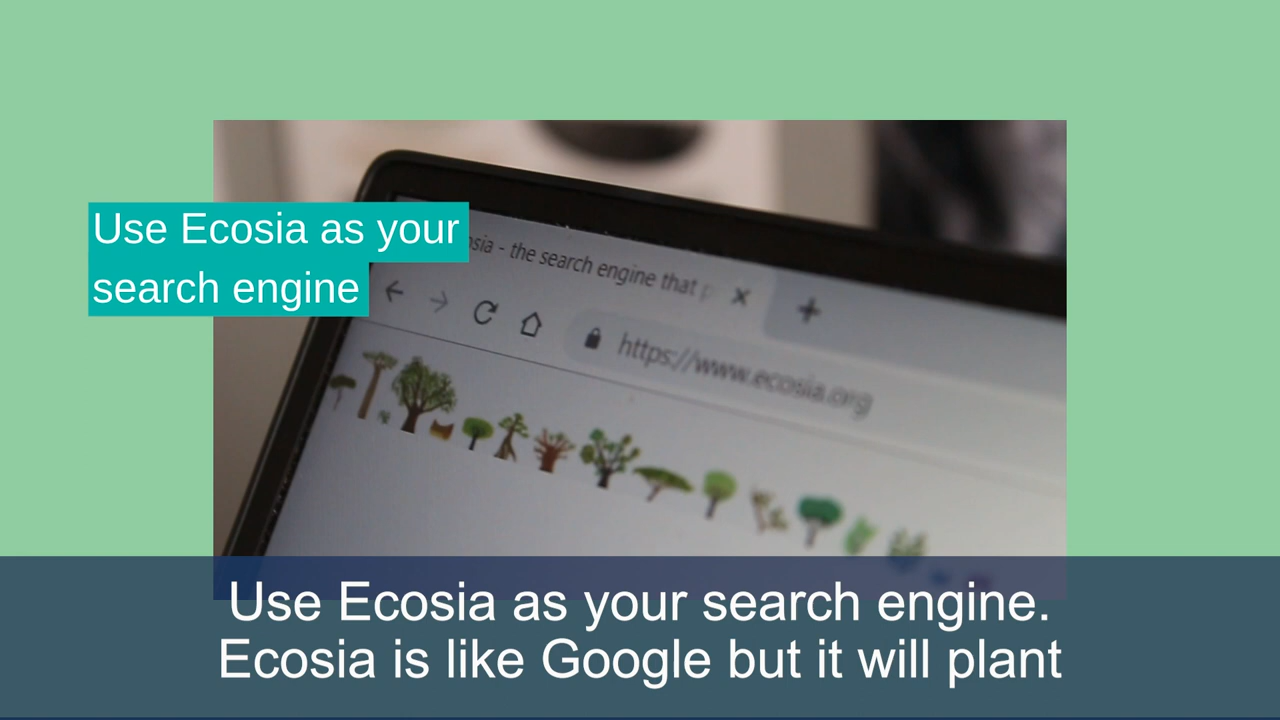 Use Ecosia as your
search engine
sia - the search engine that
https://www.ecosia.org
Use Ecosia as your search engine.
Ecosia is like Google but it will plant